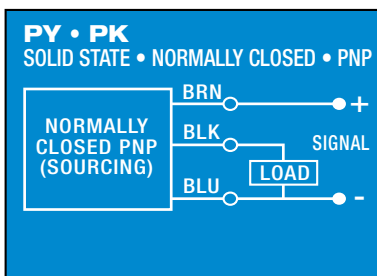 PY • PK
SOLID STATE • NORMALLY CLOSED • PNP
BRN
+
NORMALLY
CLOSED PNP
(SOURCING)
BLK
SIGNAL
LOAD
BLU
-